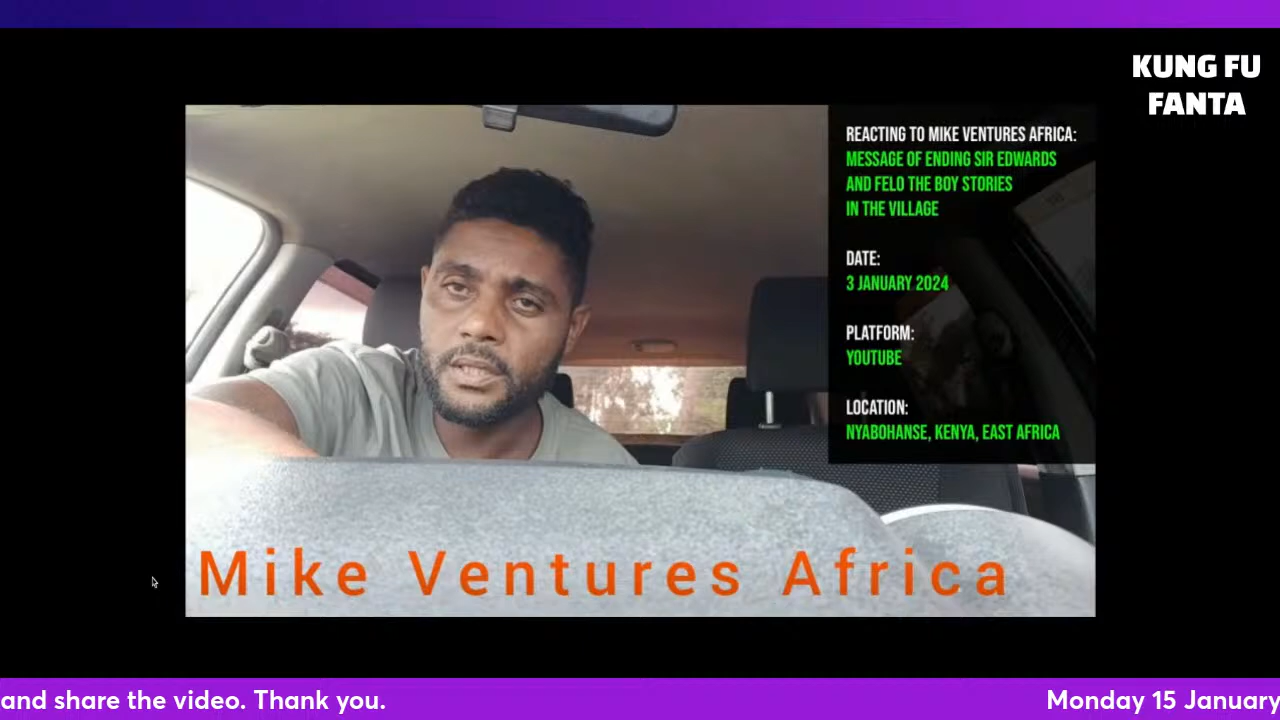 KUNG FU
FANTA
REACTING TO MIKE VENTURES AFRICA:
MESSAGE OF ENDING SIR EDWARDS
AND FELO THE BOY STORIES
IN THE VILLAGE
DATE:
3 JANUARY 2024
PLATFORM:
YOUTUBE
LOCATION:
NYABOHANSE, KENYA, EAST AFRICA
Mike Ventures Africa
and share the video. Thank you.
Monday 15 January